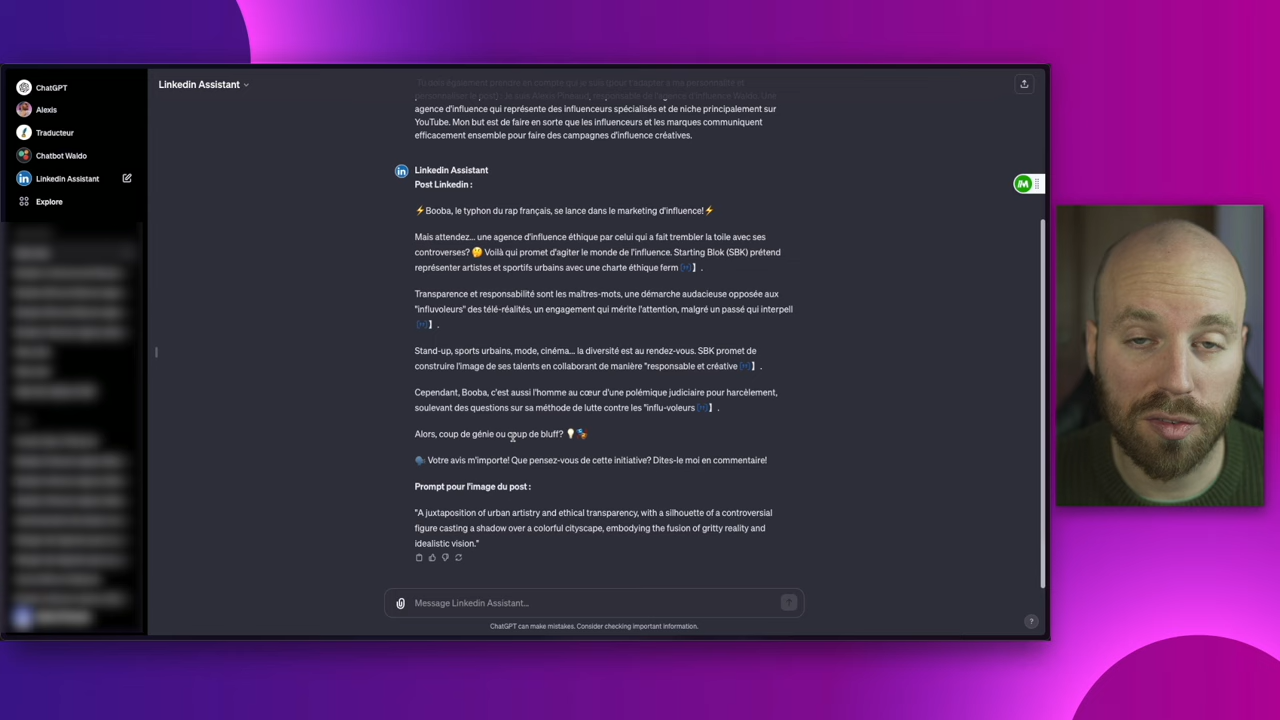 ChatGPT
Alexis
Traducteur
Chatbot Waldo
Linkedin Assistant
Explore
Linkedin Assistant
agence d'influence qui représente des influenceurs spécialisés et de niche principalement sur
YouTube. Mon but est de faire en sorte que les influenceurs et les marques communiquent
efficacement ensemble pour faire des campagnes d'influence créatives.
Linkedin Assistant
Post Linkedin :
⚡Booba, le typhon du rap français, se lance dans le marketing d'influence!⚡
Mais attendez... une agence d'influence éthique par celui qui a fait trembler la toile avec ses
controverses? 🤔 Voilà qui promet d'agiter le monde de l'influence. Starting Blok (SBK) prétend
représenter artistes et sportifs urbains avec une charte éthique ferm [››]】.
Transparence et responsabilité sont les maîtres-mots, une démarche audacieuse opposée aux
"influvoleurs" des télé-réalités, un engagement qui mérite l'attention, malgré un passé qui interpell
[››]】.
Stand-up, sports urbains, mode, cinéma... la diversité est au rendez-vous. SBK promet de
construire l'image de ses talents en collaborant de manière "responsable et créative [››]】.
Cependant, Booba, c'est aussi l'homme au cœur d'une polémique judiciaire pour harcèlement,
soulevant des questions sur sa méthode de lutte contre les "influ-voleurs [››]】.
Alors, coup de génie ou coup de bluff? 💡🎭
🗣️ Votre avis m'importe! Que pensez-vous de cette initiative? Dites-le moi en commentaire!
Prompt pour l'image du post :
"A juxtaposition of urban artistry and ethical transparency, with a silhouette of a controversial
figure casting a shadow over a colorful cityscape, embodying the fusion of gritty reality and
idealistic vision."
Message Linkedin Assistant...
ChatGPT can make mistakes. Consider checking important information.
?